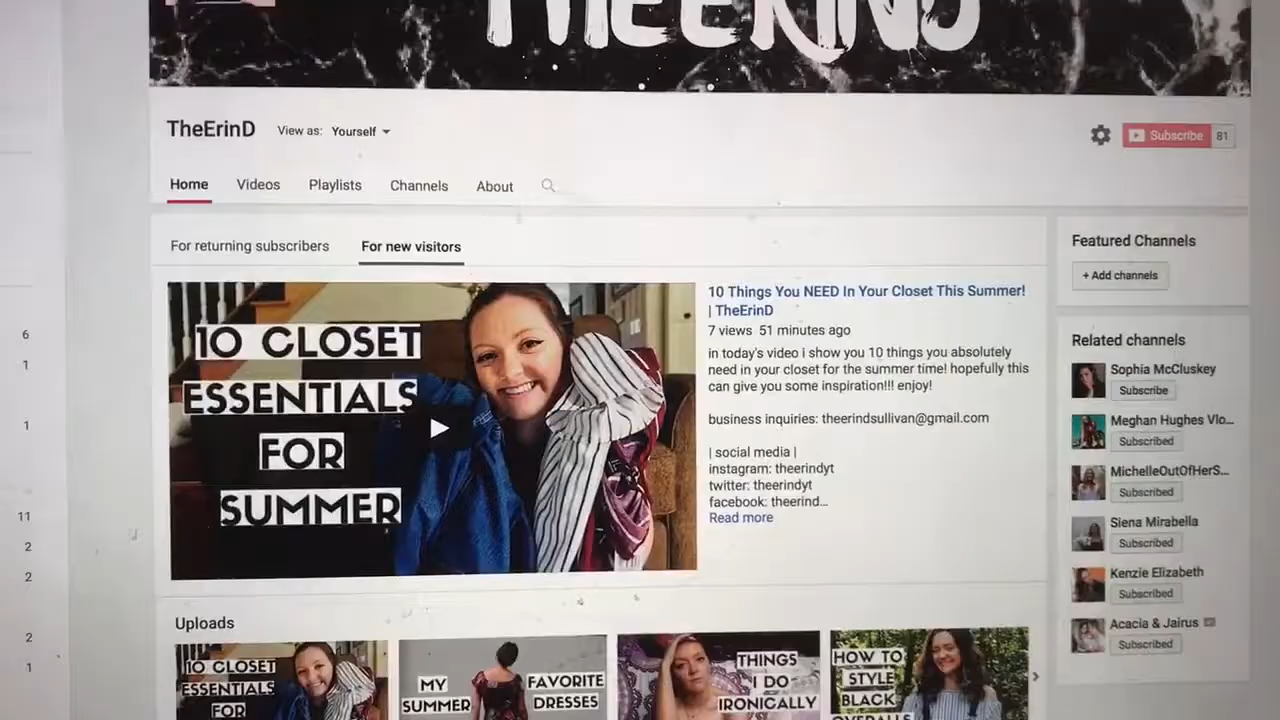 THEERIND
TheErinD
View as: Yourself
Subscribe 81
Home
Videos
Playlists
Channels
About
For returning subscribers
For new visitors
10 CLOSET
ESSENTIALS
FOR
SUMMER
10 Things You NEED In Your Closet This Summer!
| TheErinD
7 views 51 minutes ago
in today's video i show you 10 things you absolutely
need in your closet for the summer time! hopefully this
can give you some inspiration!!! enjoy!
business inquiries: theerindsullivan@gmail.com
| social media |
instagram: theerindyt
twitter: theerindyt
facebook: theerind...
Read more
Featured Channels
+ Add channels
Related channels
Sophia McCluskey
Subscribe
Meghan Hughes Vlo...
Subscribed
MichelleOutOfHerS...
Subscribed
Siena Mirabella
Subscribed
Kenzie Elizabeth
Subscribed
Acacia & Jairus
Subscribed
6
1
1
11
2
2
2
1
Uploads
10 CLOSET
ESSENTIALS
FOR
MY
SUMMER
FAVORITE
DRESSES
THINGS
I DO
IRONICALLY
HOW TO
STYLE
BLACK
OVERALLS